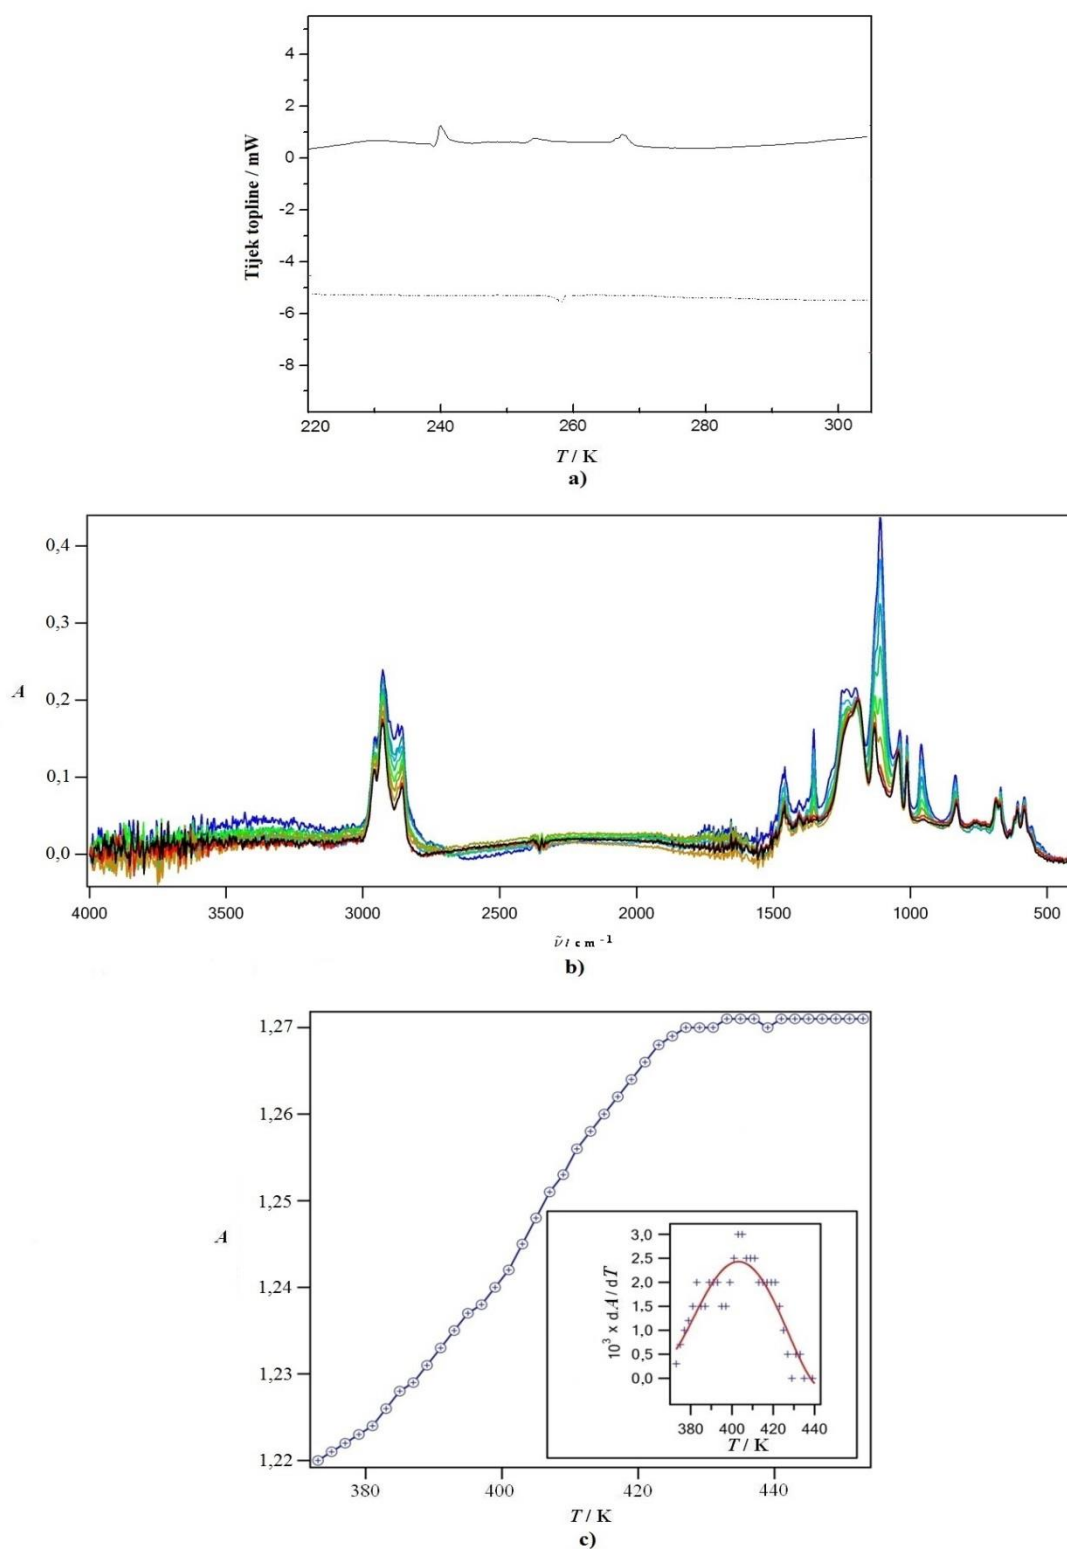 4
2
0
-2
-4
-6
-8
Tijek topline / mW
220 240 260 280 300
T / K
a)
0,4
0,3
0,2
0,1
0,0
A
4000 3500 3000 2500 2000 1500 1000 500
ν̃ / cm⁻¹
b)
1,27
1,26
1,25
1,24
1,23
1,22
A
3,0
2,5
2,0
1,5
1,0
0,5
0,0
10³ x dA / dT
380 400 420 440
T / K
380 400 420 440
T / K
c)